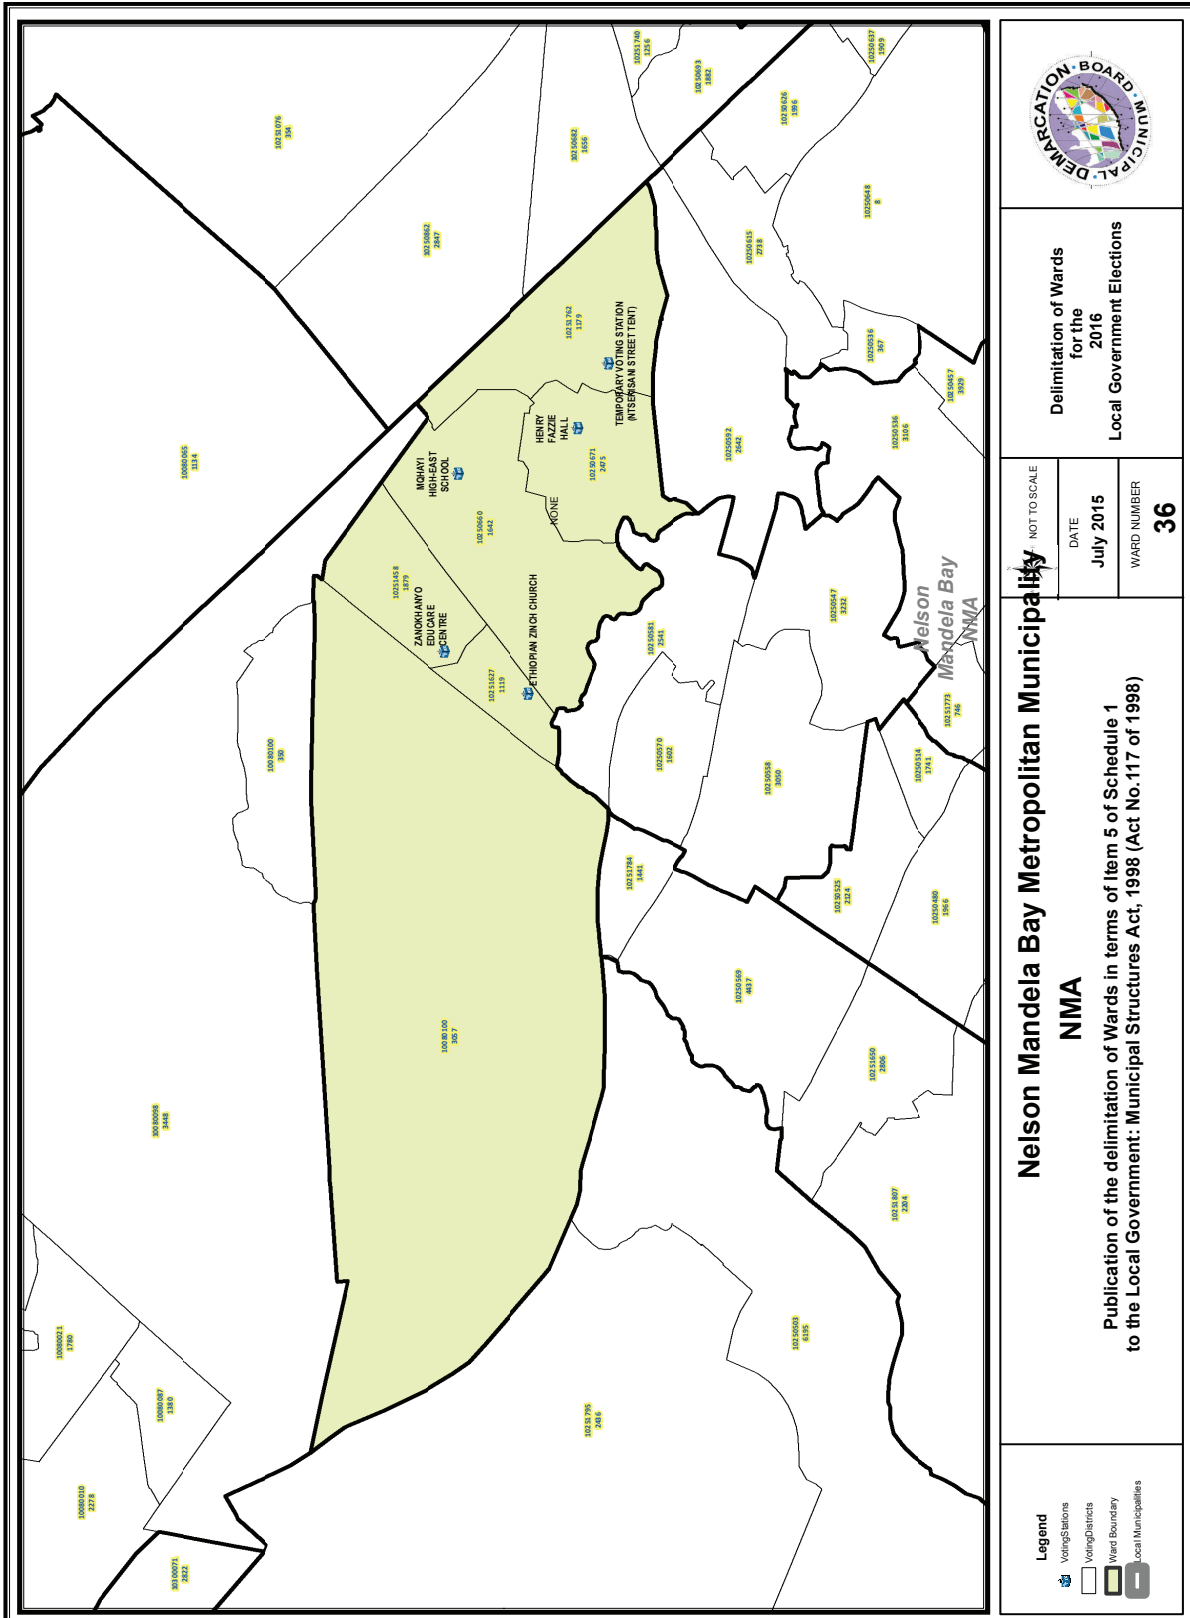 10251740
1256
10250693
1882
10250637
1909
10250626
1996
10251076
354
10250682
1656
10250648
8
10250862
2847
10250615
2738
10251762
1179
TEMPORARY VOTING STATION
(NTSEKISANI STREET TENT)
10250536
367
10250457
3929
10080065
3134
MQHAYI
HIGH-EAST
SCHOOL
HENRY
FAZZIE
HALL
10250671
2475
10250592
2642
10250536
3106
10250660
1642
NONE
10251458
1879
ZANOKHANYO
EDUCARE
CENTRE
ETHIOPIAN ZINCH CHURCH
10251627
1119
10250581
2541
10250547
3232
Nelson
Mandela Bay
NMA
10080100
350
10250570
1602
10250558
3050
10251773
746
10250514
1741
10251784
1441
10250525
2124
10250480
1966
10080100
3057
10250569
4437
10251650
2806
10080098
3448
10251807
2204
10080021
1780
10080087
1380
10250503
6195
10251795
2436
10080010
2278
10300071
2822
MUNICIPAL DEMARCATION BOARD
Delimitation of Wards
for the
2016
Local Government Elections
N
NOT TO SCALE
DATE
July 2015
WARD NUMBER
36
Nelson Mandela Bay Metropolitan Municipality
NMA
Publication of the delimitation of Wards in terms of Item 5 of Schedule 1
to the Local Government: Municipal Structures Act, 1998 (Act No.117 of 1998)
Legend
VotingStations
VotingDistricts
Ward Boundary
Local Municipalities